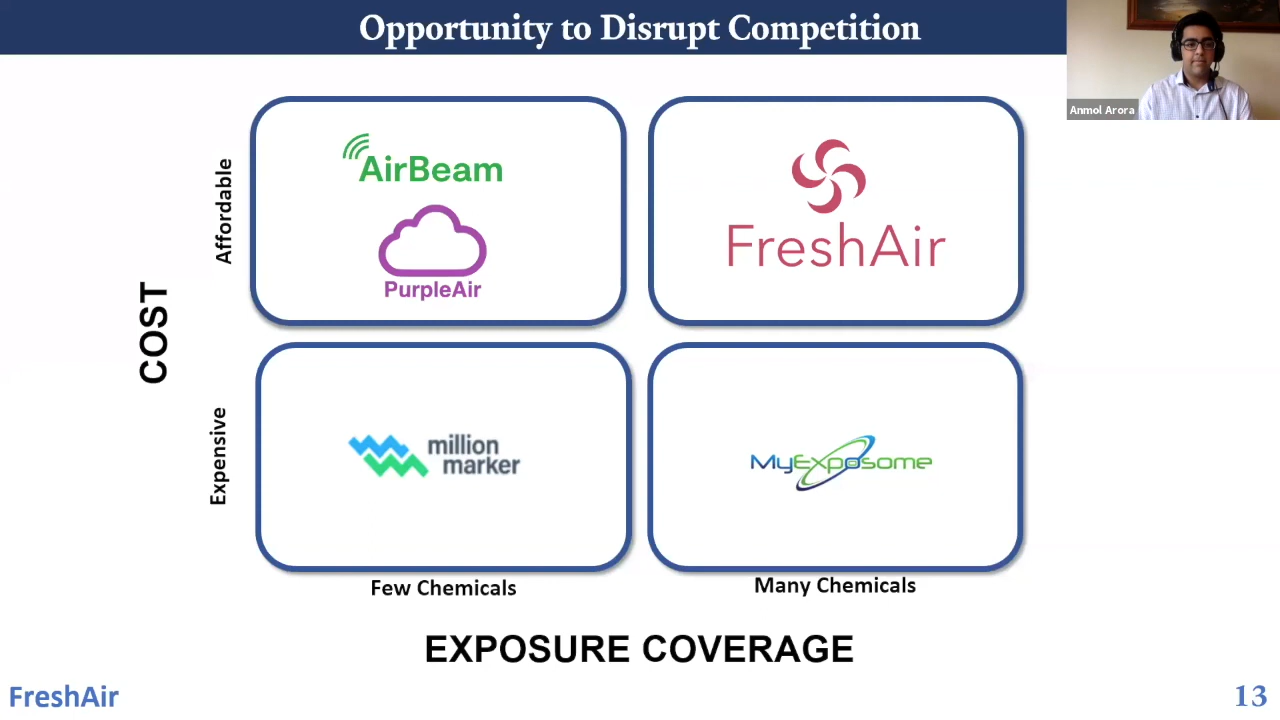 Opportunity to Disrupt Competition
Anmol Arora
Affordable
AirBeam
PurpleAir
FreshAir
COST
Expensive
million
marker
MyExposome
Few Chemicals
Many Chemicals
EXPOSURE COVERAGE
FreshAir
13